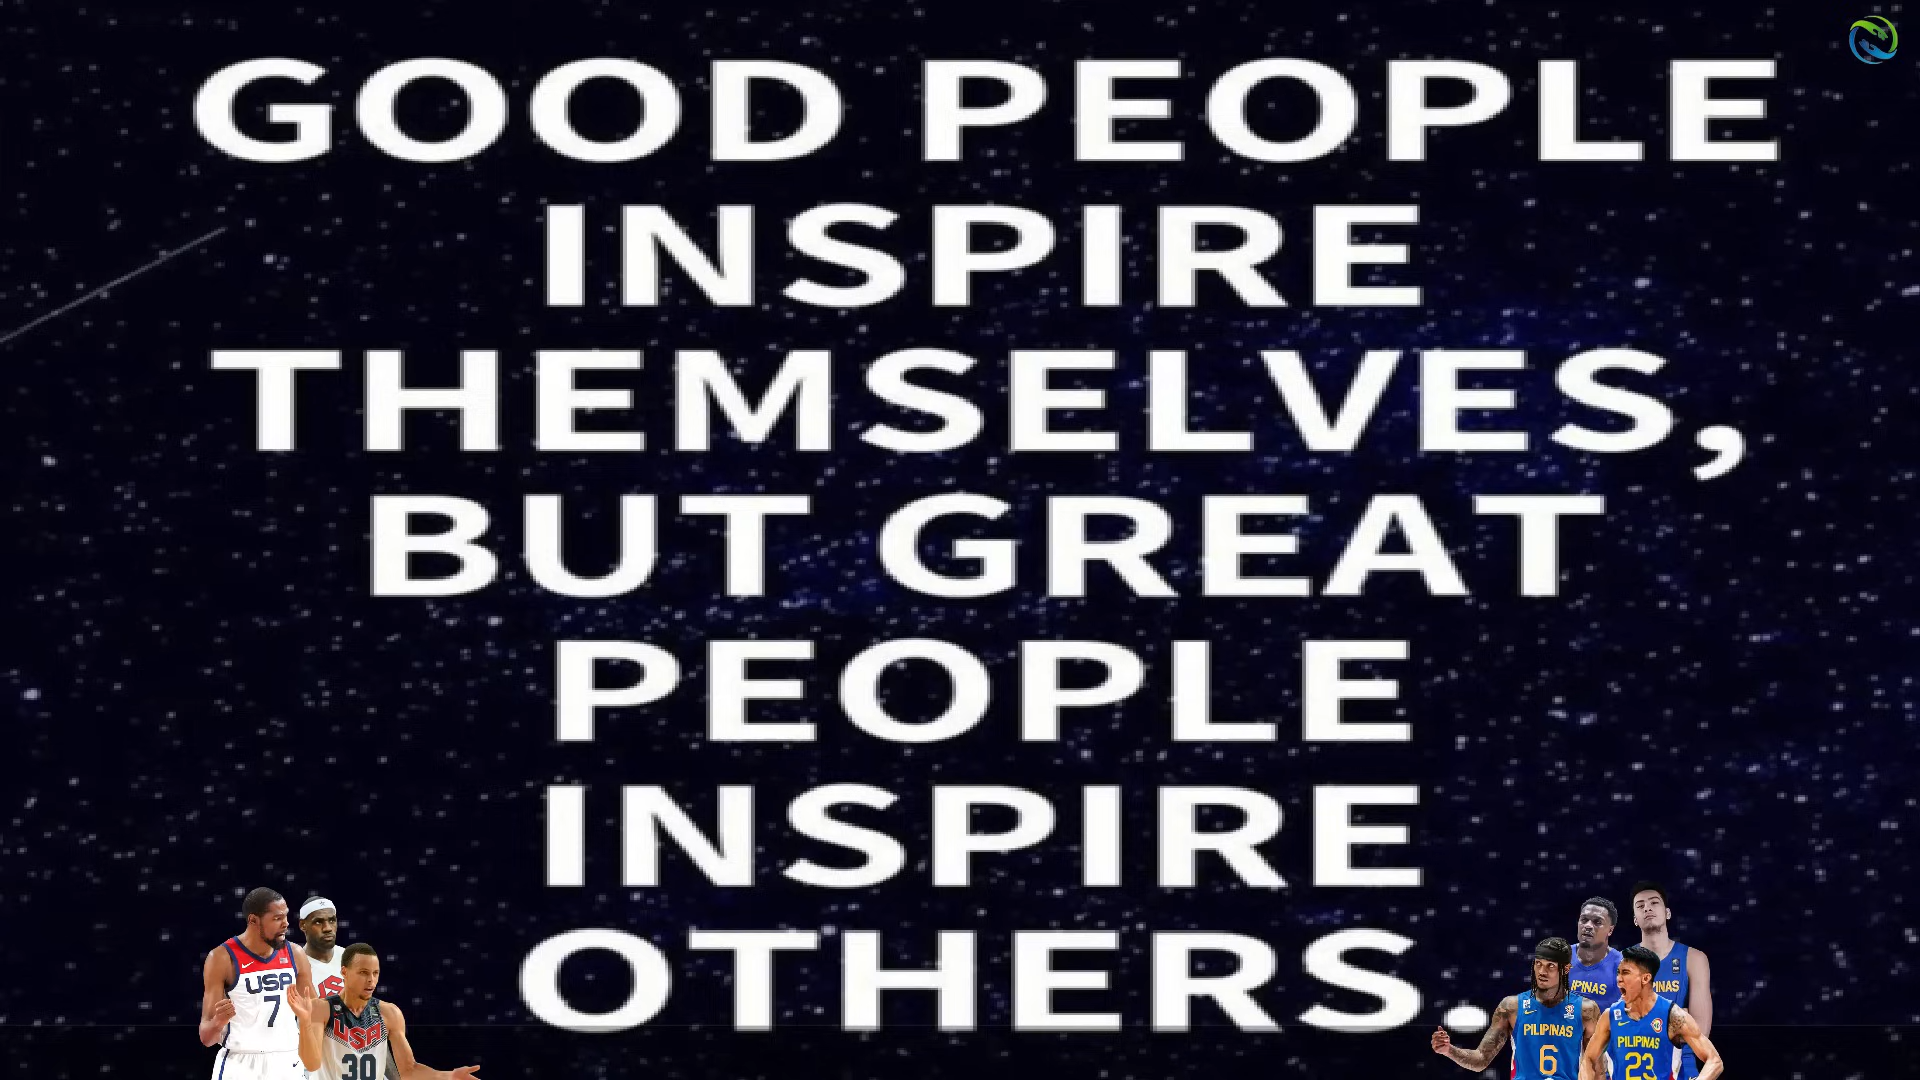 GOOD PEOPLE
INSPIRE
THEMSELVES,
BUT GREAT
PEOPLE
INSPIRE
OTHERS.
USA
7
USA
30
PILIPINAS
6
PILIPINAS
23